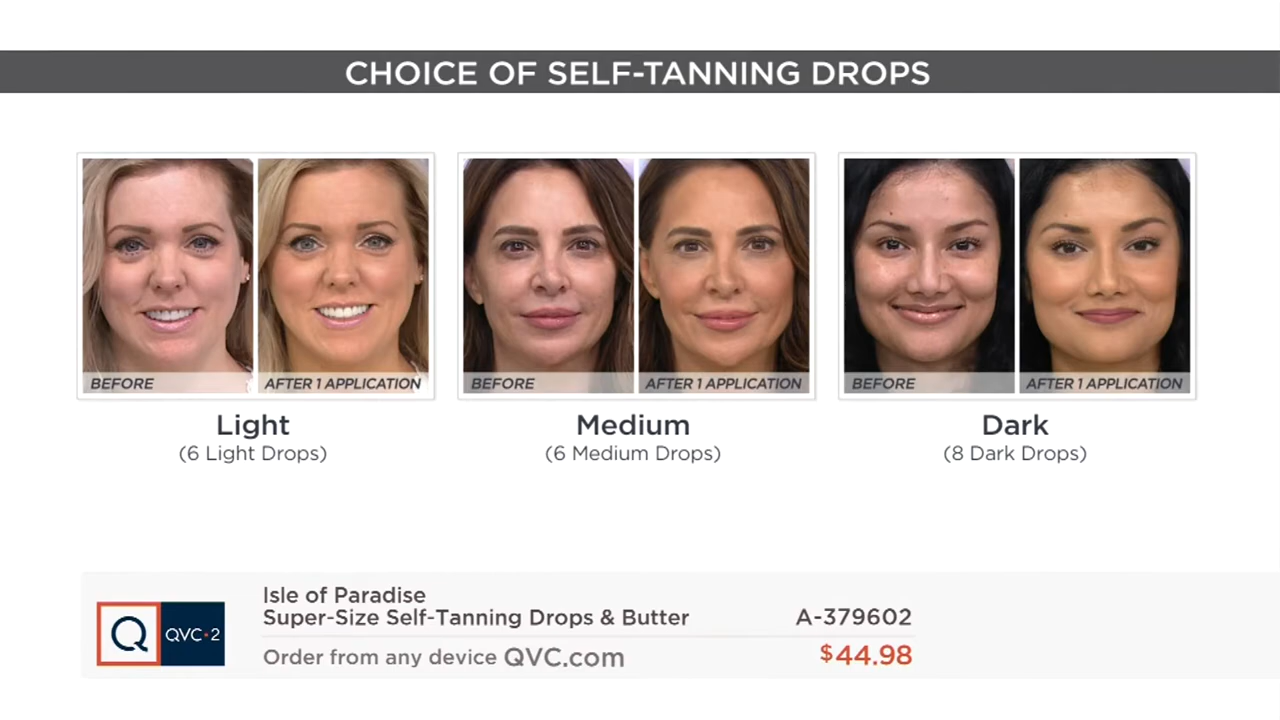 CHOICE OF SELF-TANNING DROPS
BEFORE
AFTER 1 APPLICATION
BEFORE
AFTER 1 APPLICATION
BEFORE
AFTER 1 APPLICATION
Light
(6 Light Drops)
Medium
(6 Medium Drops)
Dark
(8 Dark Drops)
Q QVC•2
Isle of Paradise
Super-Size Self-Tanning Drops & Butter A-379602
Order from any device QVC.com $44.98